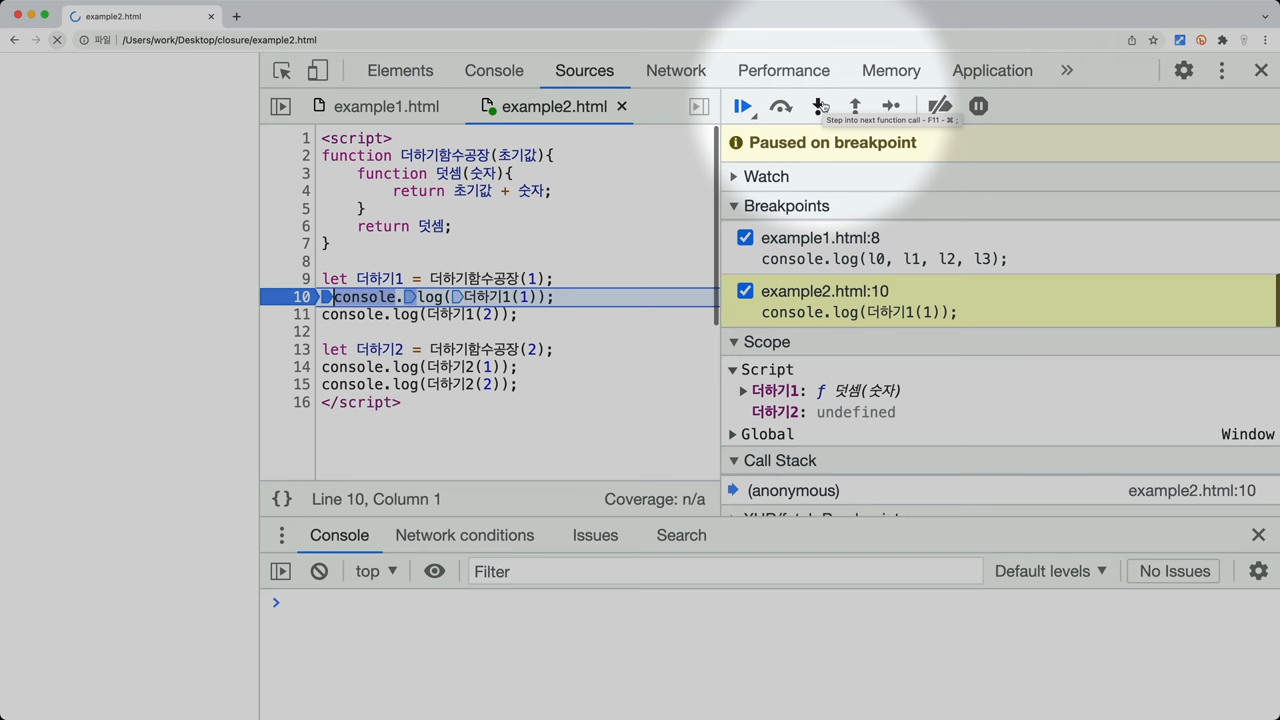 example2.html
파일 /Users/work/Desktop/closure/example2.html
Elements Console Sources Network Performance Memory Application
example1.html example2.html
Step into next function call - F11 - ⌘ ;
1 <script>
2 function 더하기함수공장(초기값){
3 function 덧셈(숫자){
4 return 초기값 + 숫자;
5 }
6 return 덧셈;
7 }
8
9 let 더하기1 = 더하기함수공장(1);
10 console.log(더하기1(1));
11 console.log(더하기1(2));
12
13 let 더하기2 = 더하기함수공장(2);
14 console.log(더하기2(1));
15 console.log(더하기2(2));
16 </script>
{} Line 10, Column 1 Coverage: n/a
Paused on breakpoint
Watch
Breakpoints
example1.html:8
console.log(l0, l1, l2, l3);
example2.html:10
console.log(더하기1(1));
Scope
Script
더하기1: ƒ 덧셈(숫자)
더하기2: undefined
Global Window
Call Stack
(anonymous) example2.html:10
XHR/fetch Breakpoints
Console Network conditions Issues Search
top Filter Default levels No Issues